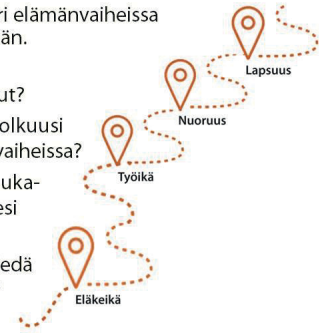 ri elämänvaiheissa
än.
ut?
olkuusi
vaiheissa?
uka-
esi
edä
Lapsuus
Nuoruus
Työikä
Eläkeikä